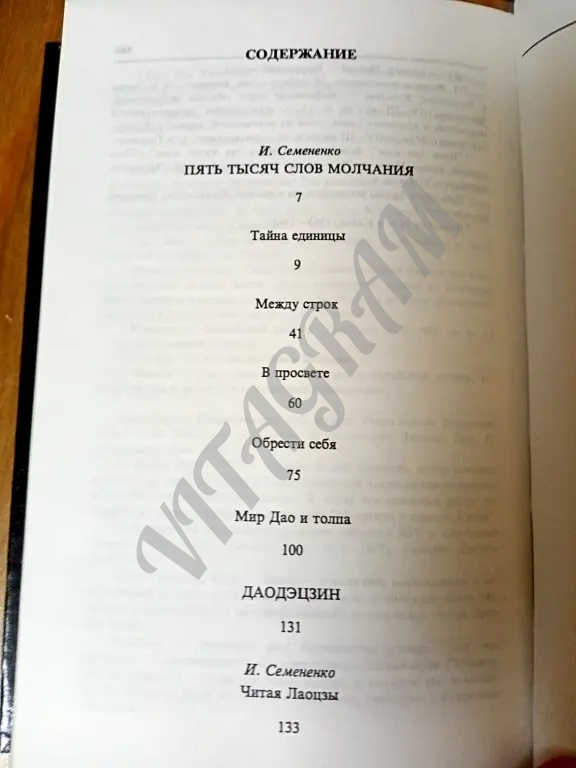 СОДЕРЖАНИЕ
И. Семененко
ПЯТЬ ТЫСЯЧ СЛОВ МОЛЧАНИЯ
7
Тайна единицы
9
Между строк
41
В просвете
60
Обрести себя
75
Мир Дао и толпа
100
ДАОДЭЦЗИН
131
И. Семененко
Читая Лаоцзы
133
VITAGRAM